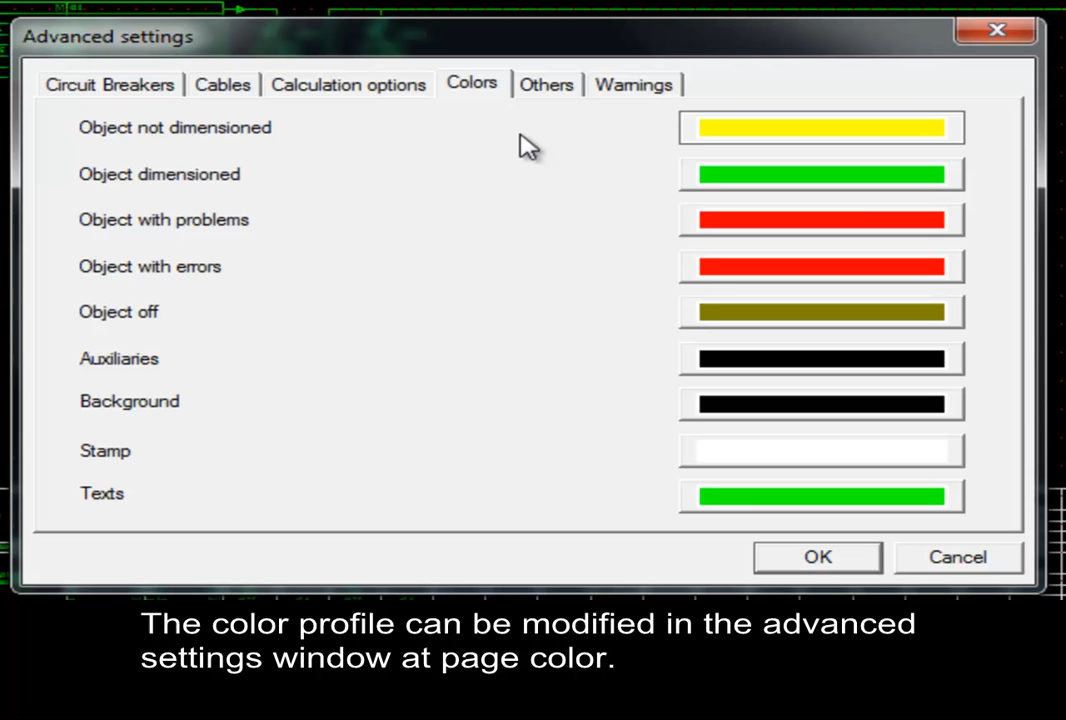 Advanced settings
Circuit Breakers Cables Calculation options Colors Others Warnings
Object not dimensioned
Object dimensioned
Object with problems
Object with errors
Object off
Auxiliaries
Background
Stamp
Texts
OK Cancel
The color profile can be modified in the advanced
settings window at page color.